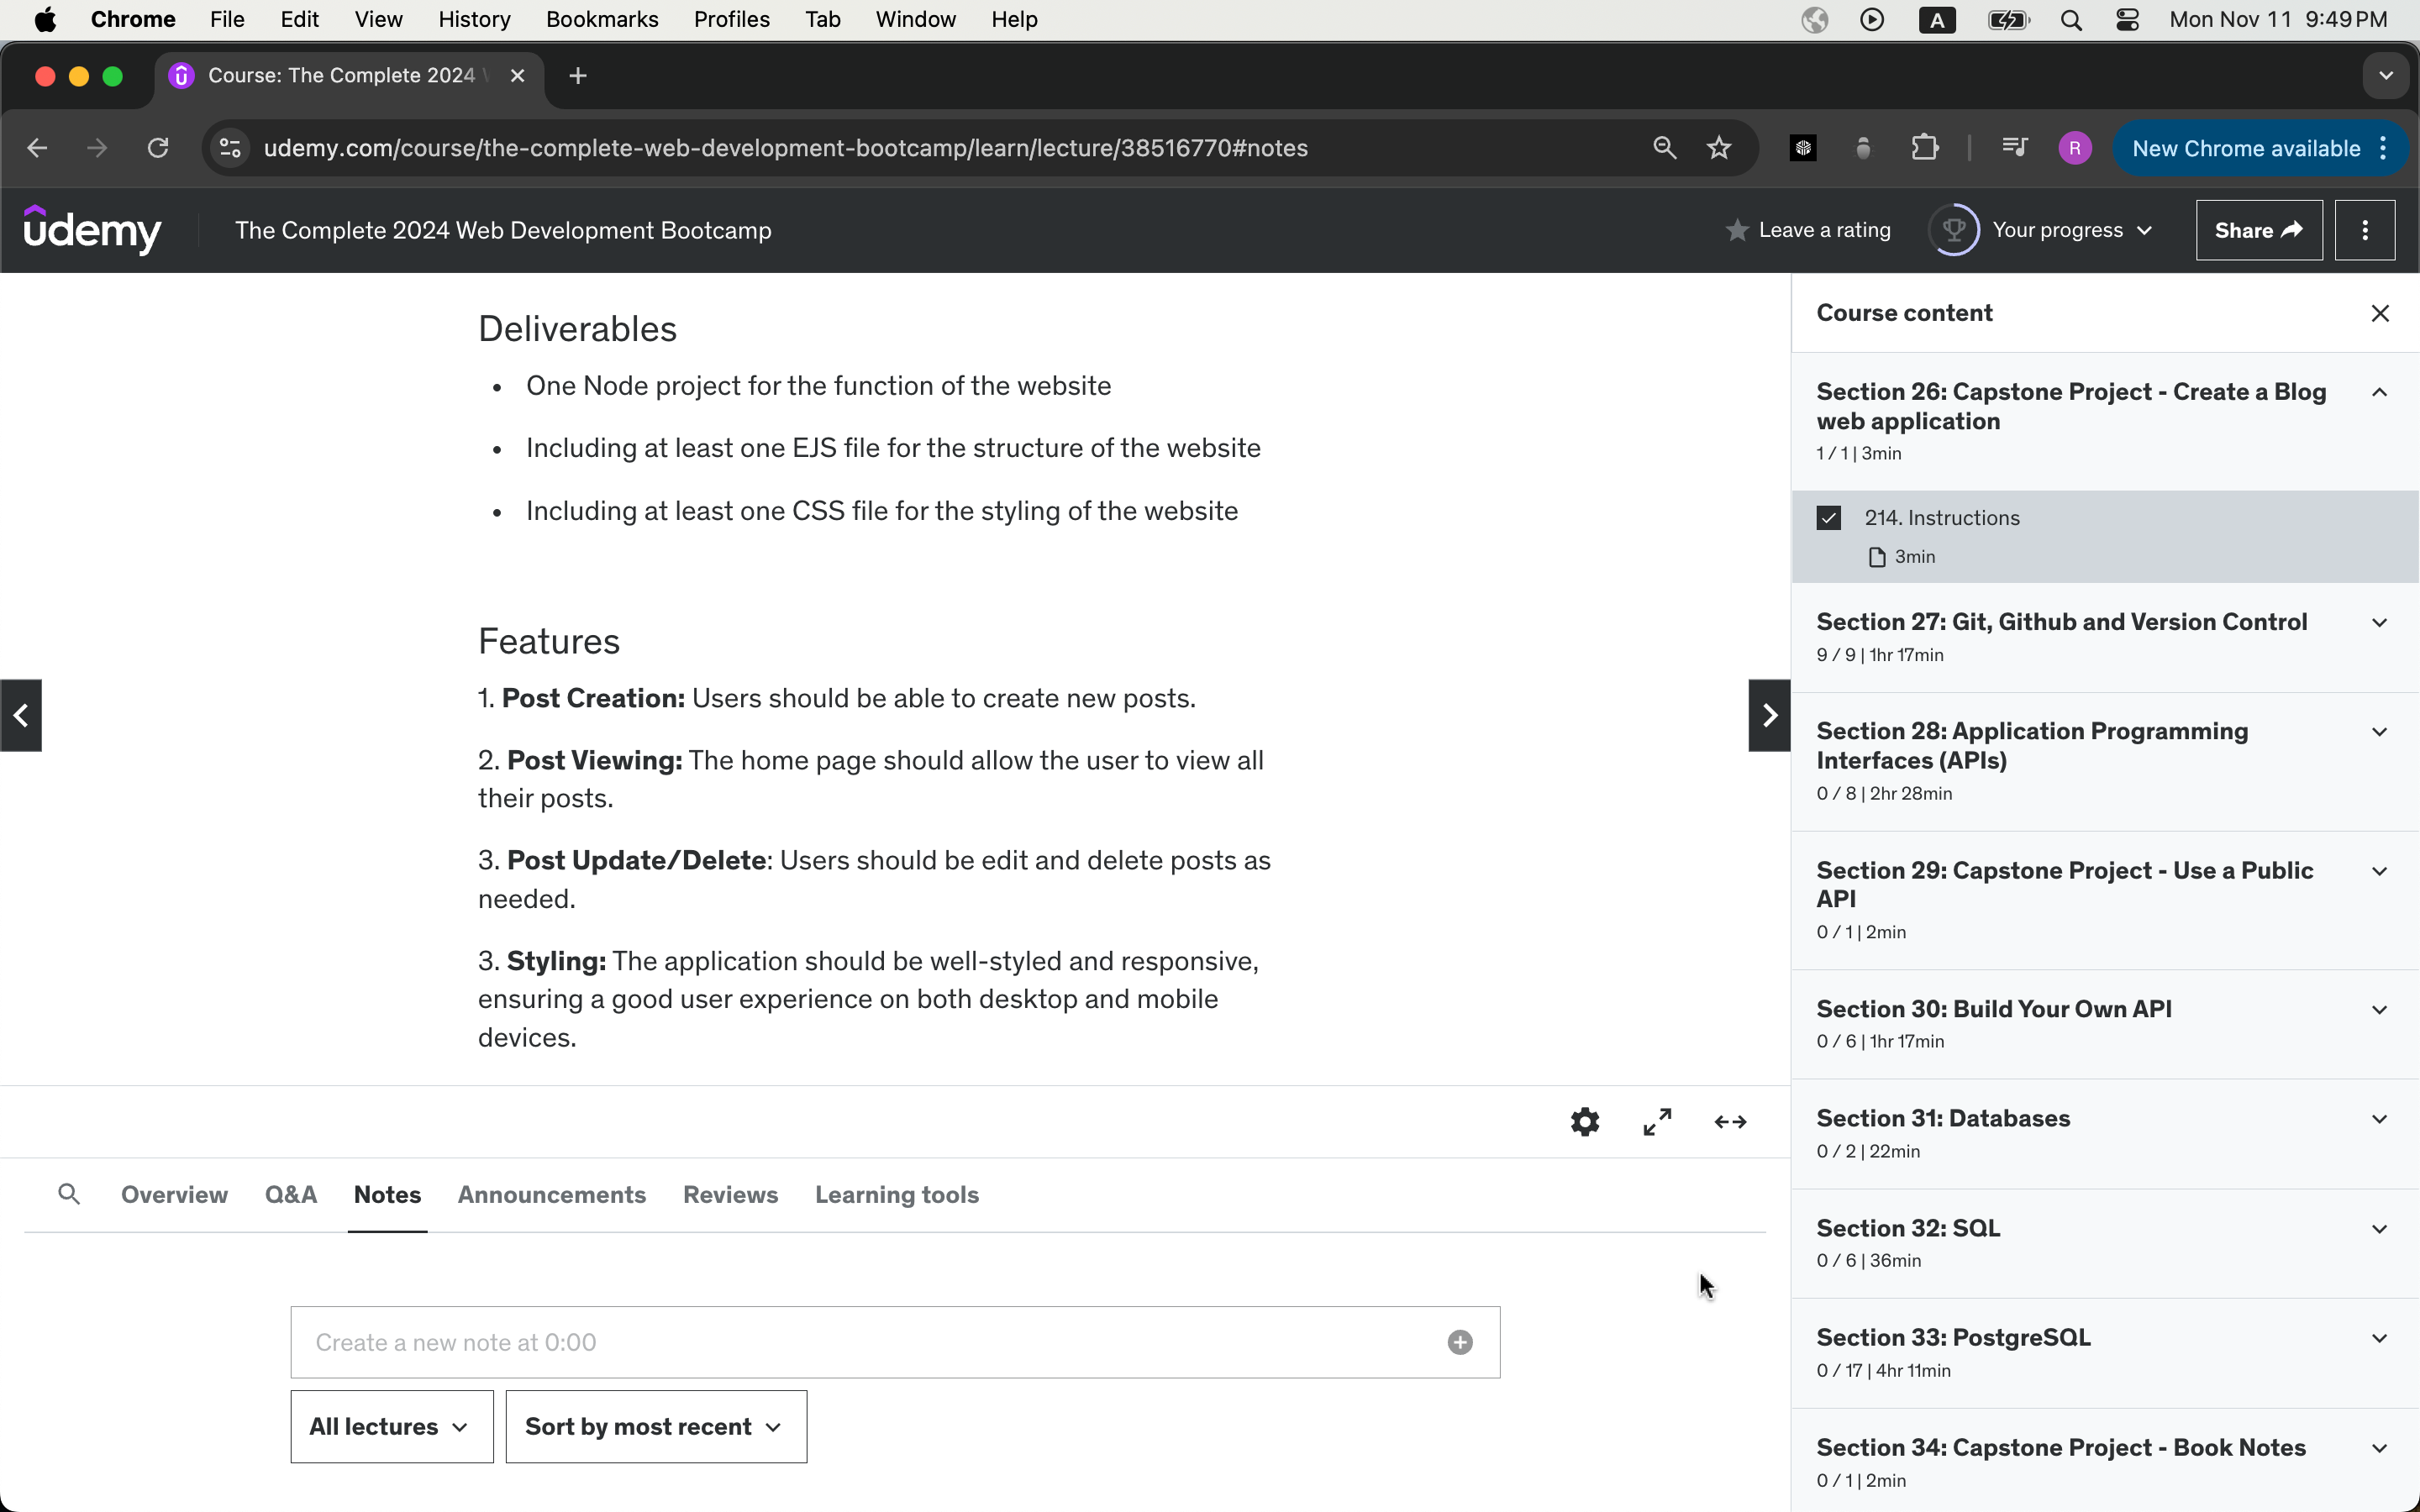 Chrome File Edit View History Bookmarks Profiles Tab Window Help A Mon Nov 11 9:49 PM
Course: The Complete 2024
udemy.com/course/the-complete-web-development-bootcamp/learn/lecture/38516770#notes R New Chrome available
udemy The Complete 2024 Web Development Bootcamp Leave a rating Your progress Share
Deliverables
• One Node project for the function of the website
• Including at least one EJS file for the structure of the website
• Including at least one CSS file for the styling of the website
Features
1. Post Creation: Users should be able to create new posts.
2. Post Viewing: The home page should allow the user to view all
their posts.
3. Post Update/Delete: Users should be edit and delete posts as
needed.
3. Styling: The application should be well-styled and responsive,
ensuring a good user experience on both desktop and mobile
devices.
Overview Q&A Notes Announcements Reviews Learning tools
Create a new note at 0:00
All lectures Sort by most recent
Course content
Section 26: Capstone Project - Create a Blog
web application
1 / 1 | 3min
214. Instructions
3min
Section 27: Git, Github and Version Control
9 / 9 | 1hr 17min
Section 28: Application Programming
Interfaces (APIs)
0 / 8 | 2hr 28min
Section 29: Capstone Project - Use a Public
API
0 / 1 | 2min
Section 30: Build Your Own API
0 / 6 | 1hr 17min
Section 31: Databases
0 / 2 | 22min
Section 32: SQL
0 / 6 | 36min
Section 33: PostgreSQL
0 / 17 | 4hr 11min
Section 34: Capstone Project - Book Notes
0 / 1 | 2min